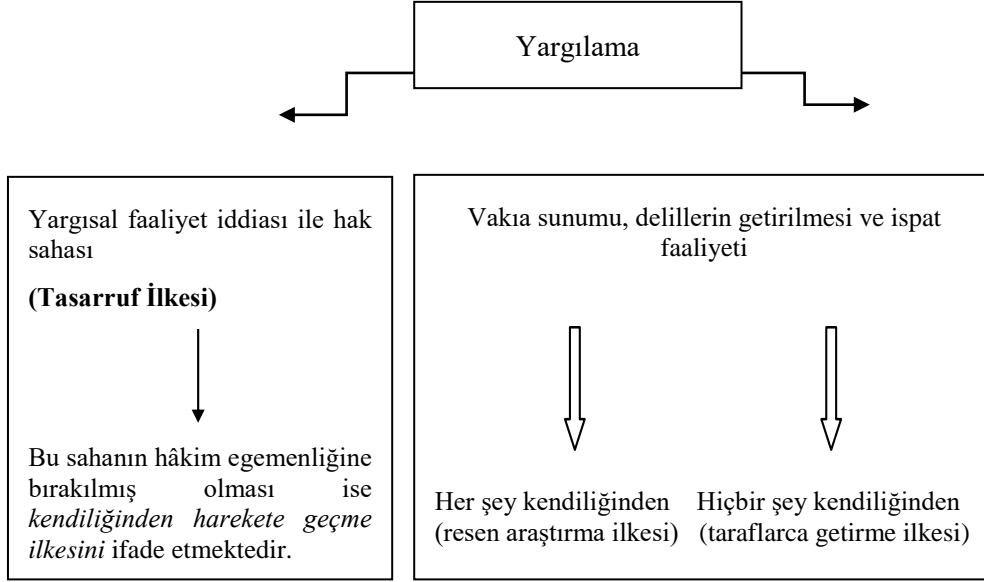 Yargılama
Yargısal faaliyet iddiası ile hak
sahası
(Tasarruf İlkesi)
Bu sahanın hâkim egemenliğine
bırakılmış olması ise
kendiliğinden harekete geçme
ilkesini ifade etmektedir.
Vakıa sunumu, delillerin getirilmesi ve ispat
faaliyeti
Her şey kendiliğinden
(resen araştırma ilkesi)
Hiçbir şey kendiliğinden
(taraflarca getirme ilkesi)